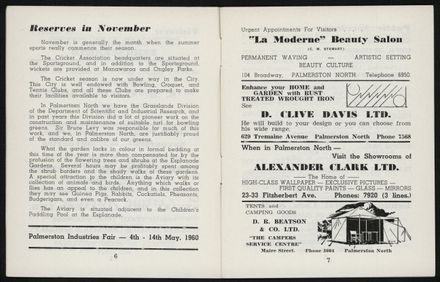 Reserves in November
November is generally the month when the summer
sports really commence their season.
The Cricket Association headquarters are situated at
the Sportsground, and in addition to the Sportsground,
wickets are provided at Manawaroa and Ongley Parks.
The Cricket season is now under way in the City.
This City is well endowed with Bowling, Croquet, and
Tennis Clubs, and all these Clubs are prepared to make
their facilities available to visitors.
In Palmerston North we have the Grasslands Division
of the Department of Scientific and Industrial Research, and
in past years this Division did a lot of pioneer work on the
construction and maintenance of suitable turf for bowling
greens. Sir Bruce Levy was responsible for much of this
work, and we, in Palmerston North, are justifiably proud
of the standard and calibre of our greens.
What the garden lacks in colour in formal bedding at
this time of the year is more than compensated for by the
profusion of the flowering trees and shrubs at the Esplanade
Gardens. Several hours may be profitably spent among
the shrub borders and the shady walks of these gardens.
A special attraction to the children is the Aviary with its
collection of animals and birds. Anything which walks or
flies has an appeal to the children, and in this collection
they may see Guinea Pigs, Rabbits, Cockatiels, Pheasants,
Budgerigars, and even a Peacock.
The Aviary is situated adjacent to the Children's
Paddling Pool at the Esplanade.
Palmerston Industries Fair — 4th - 14th May, 1960
6
Urgent Appointments For Visitors
"La Moderne" Beauty Salon
(C. M. STEWART)
PERMANENT WAVING — ARTISTIC SETTING
BEAUTY CULTURE
104 Broadway, PALMERSTON NORTH Telephone 6950
Enhance your HOME and
GARDEN with RUST
TREATED WROUGHT IRON
See
D. CLIVE DAVIS LTD.
He will build to your design or you can choose from
his wide range.
629 Tremaine Avenue Palmerston North Phone 7568
When in Palmerston North —
Visit the Showrooms of
ALEXANDER CLARK LTD.
— The Home of —
HIGH-CLASS WALLPAPER — EXCLUSIVE PICTURES —
FIRST QUALITY PAINTS — GLASS — MIRRORS
23-33 Fitzherbert Ave. Phones: 7920 (3 lines.)
TENTS and
CAMPING GOODS
D. R. BEATSON
& CO. LTD.
"THE CAMPERS
SERVICE CENTRE"
Maire Street. Phone 3004 Palmerston North
7